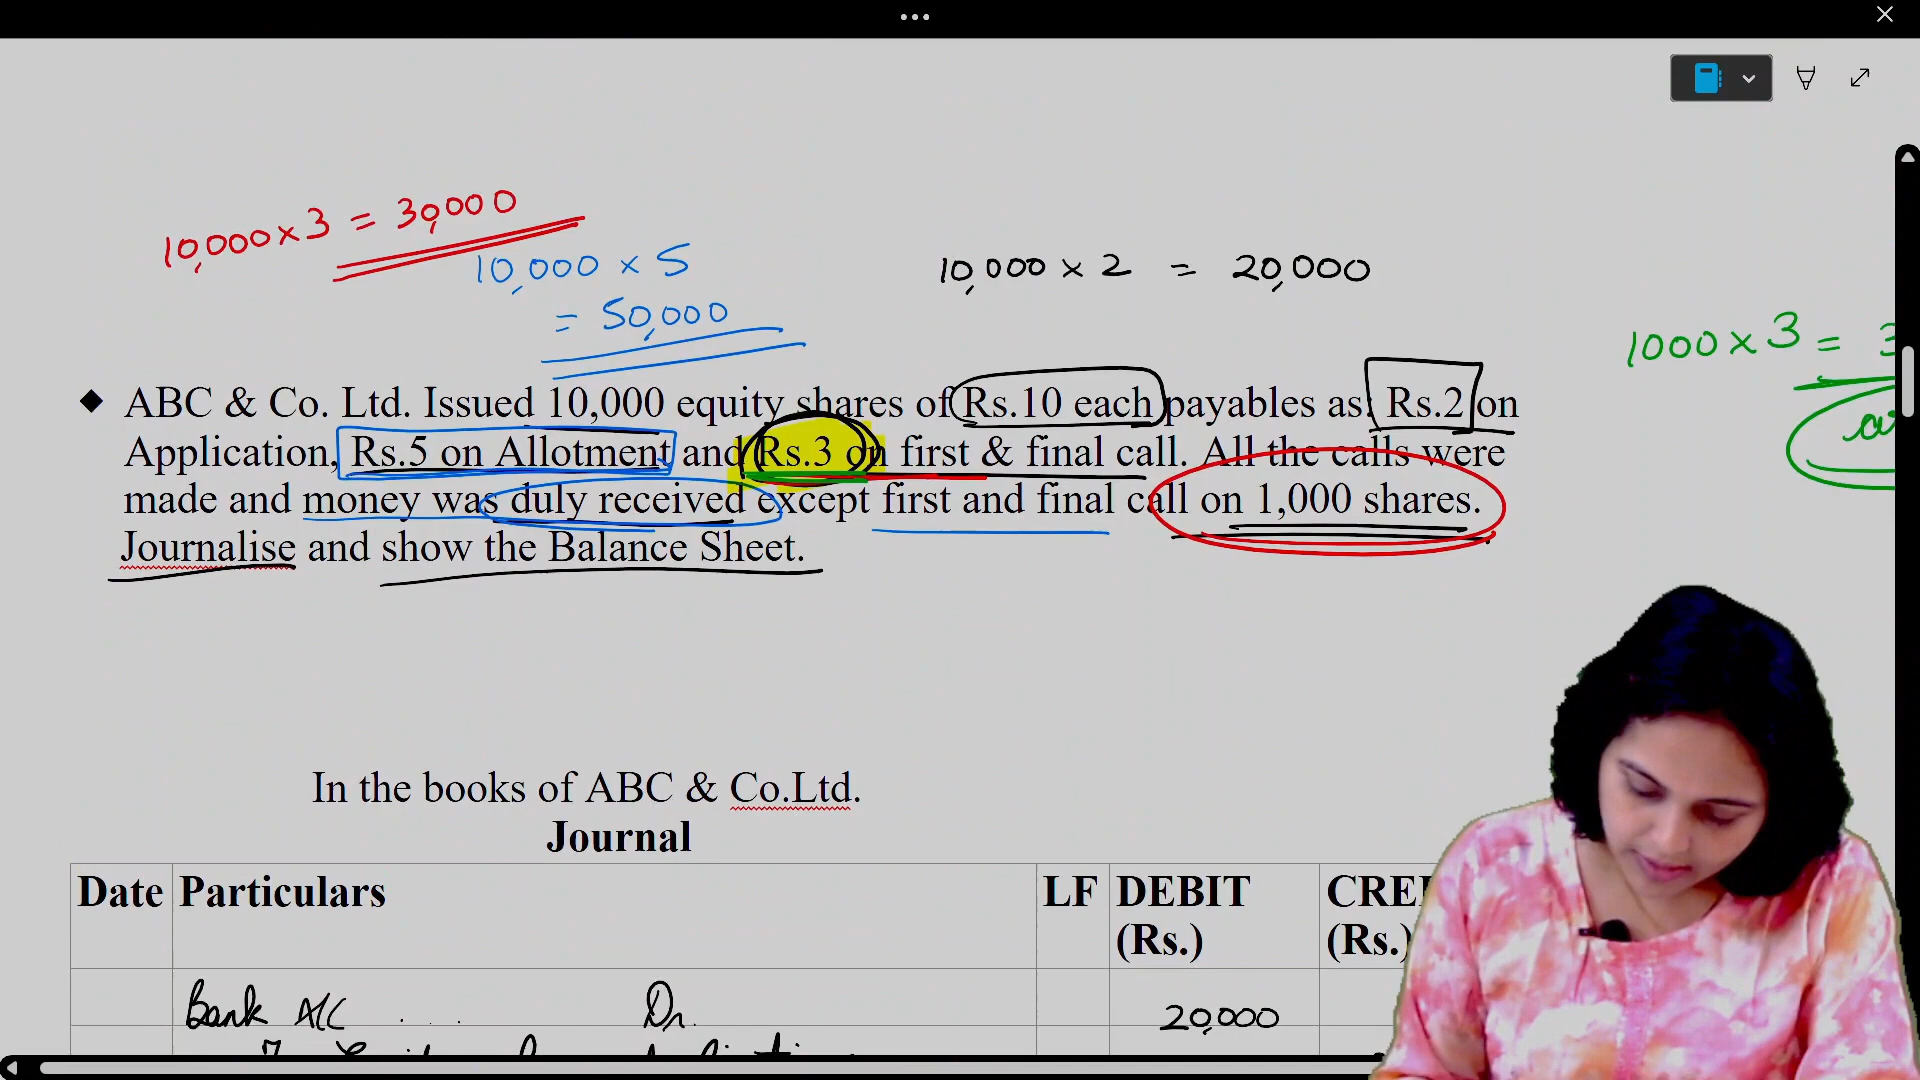 10,000 x 3 = 30,000
10,000 x 5
= 50,000
10,000 x 2 = 20,000
1000 x 3 =
◆ ABC & Co. Ltd. Issued 10,000 equity shares of Rs.10 each payables as: Rs.2 on
Application, Rs.5 on Allotment and Rs.3 on first & final call. All the calls were
made and money was duly received except first and final call on 1,000 shares.
Journalise and show the Balance Sheet.
In the books of ABC & Co.Ltd.
Journal
Date Particulars LF DEBIT (Rs.) CRE (Rs.)
Bank A/C .... Dr. 20,000